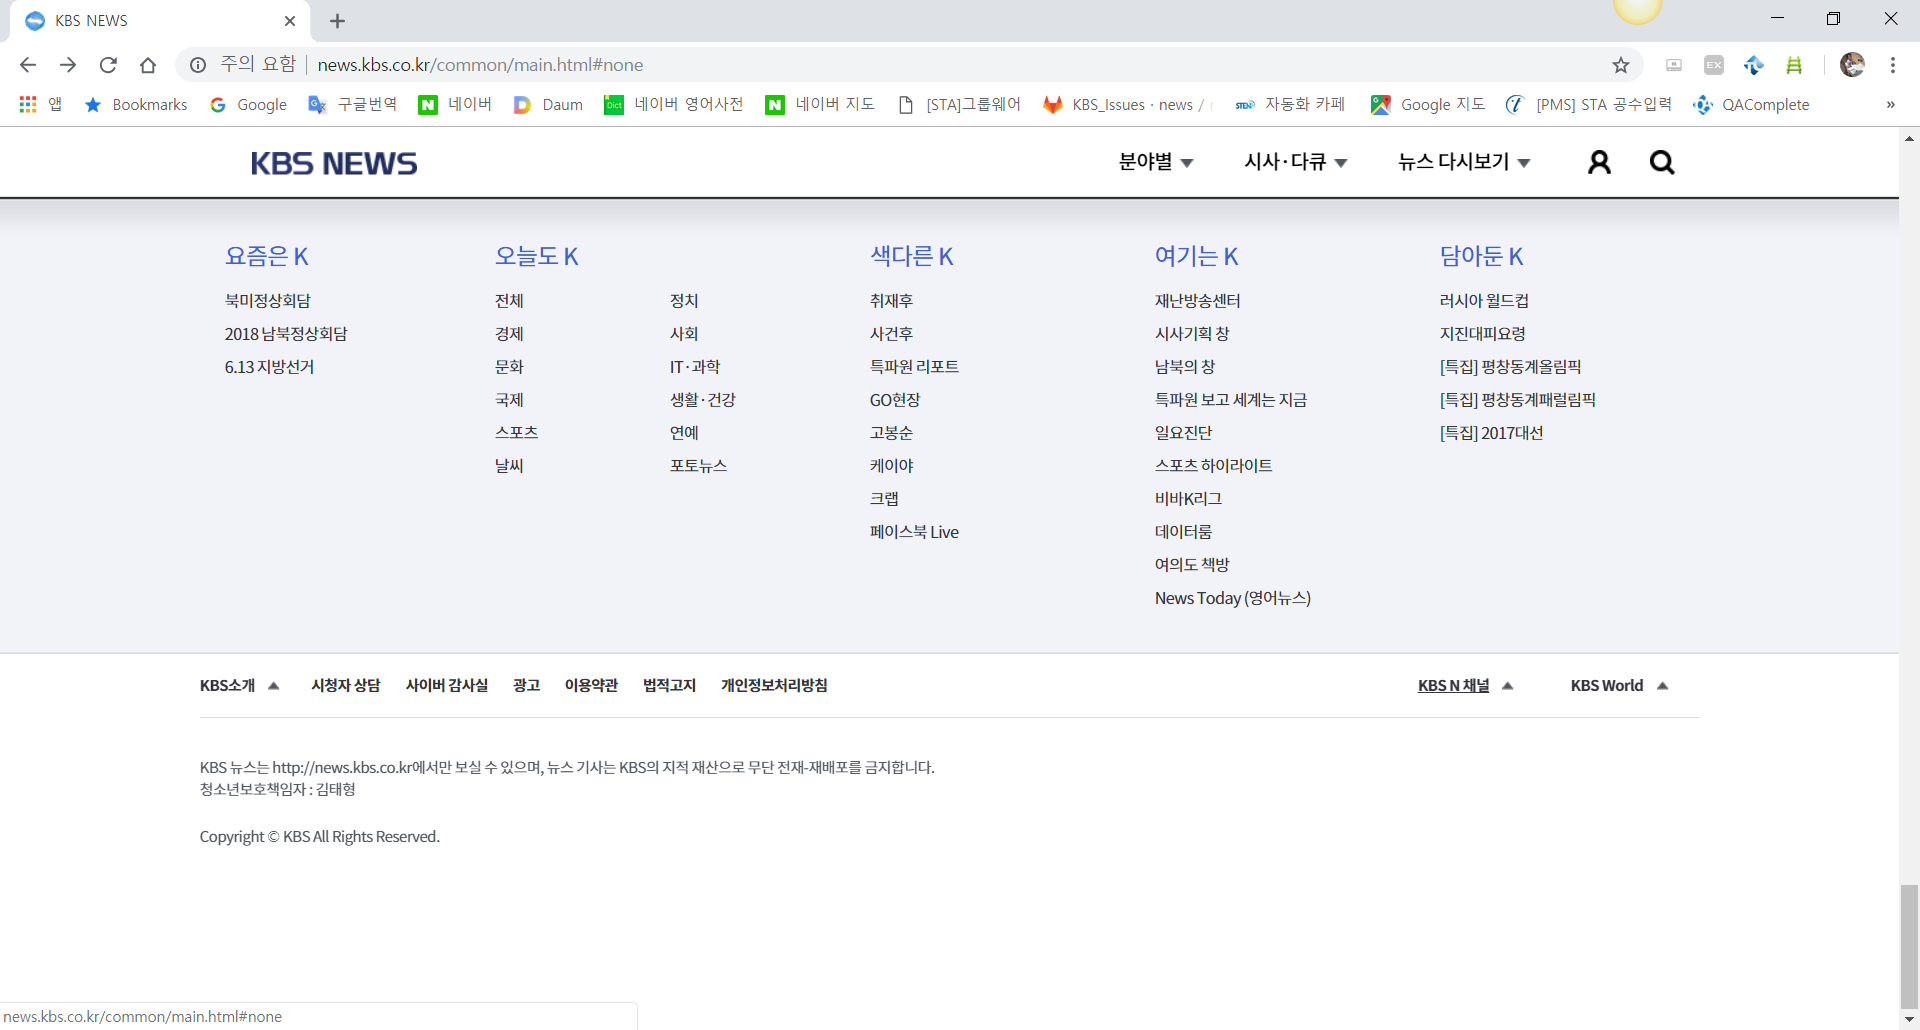 KBS NEWS
주의 요함 news.kbs.co.kr/common/main.html#none
앱 Bookmarks Google 구글번역 네이버 Daum 네이버 영어사전 네이버 지도 [STA]그룹웨어 KBS_Issues · news / 자동화 카페 Google 지도 [PMS] STA 공수입력 QAComplete »
KBS NEWS 분야별 시사·다큐 뉴스 다시보기
요즘은 K
북미정상회담
2018 남북정상회담
6.13 지방선거
오늘도 K
전체 정치
경제 사회
문화 IT·과학
국제 생활·건강
스포츠 연예
날씨 포토뉴스
색다른 K
취재후
사건후
특파원 리포트
GO현장
고봉순
케이야
크랩
페이스북 Live
여기는 K
재난방송센터
시사기획 창
남북의 창
특파원 보고 세계는 지금
일요진단
스포츠 하이라이트
비바K리그
데이터룸
여의도 책방
News Today (영어뉴스)
담아둔 K
러시아 월드컵
지진대피요령
[특집] 평창동계올림픽
[특집] 평창동계패럴림픽
[특집] 2017대선
KBS소개 시청자 상담 사이버 감사실 광고 이용약관 법적고지 개인정보처리방침 KBS N 채널 KBS World
KBS 뉴스는 http://news.kbs.co.kr에서만 보실 수 있으며, 뉴스 기사는 KBS의 지적 재산으로 무단 전재-재배포를 금지합니다.
청소년보호책임자 : 김태형
Copyright © KBS All Rights Reserved.
news.kbs.co.kr/common/main.html#none